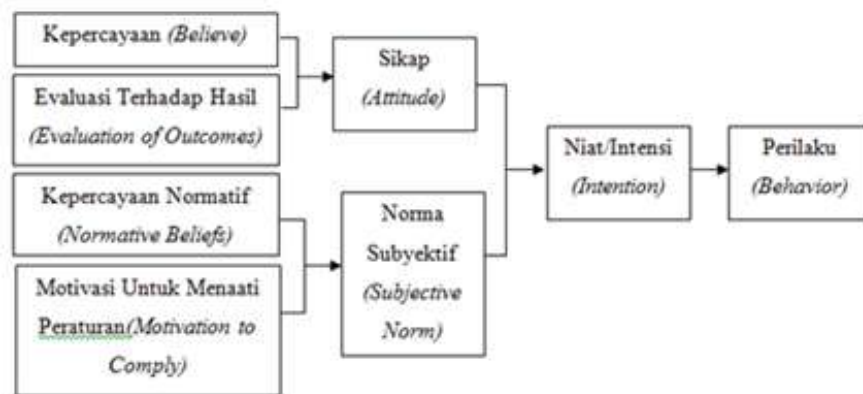 Kepercayaan (Believe)
Evaluasi Terhadap Hasil
(Evaluation of Outcomes)
Kepercayaan Normatif
(Normative Beliefs)
Motivasi Untuk Menaati
Peraturan(Motivation to
Comply)
Sikap
(Attitude)
Norma
Subyektif
(Subjective
Norm)
Niat/Intensi
(Intention)
Perilaku
(Behavior)